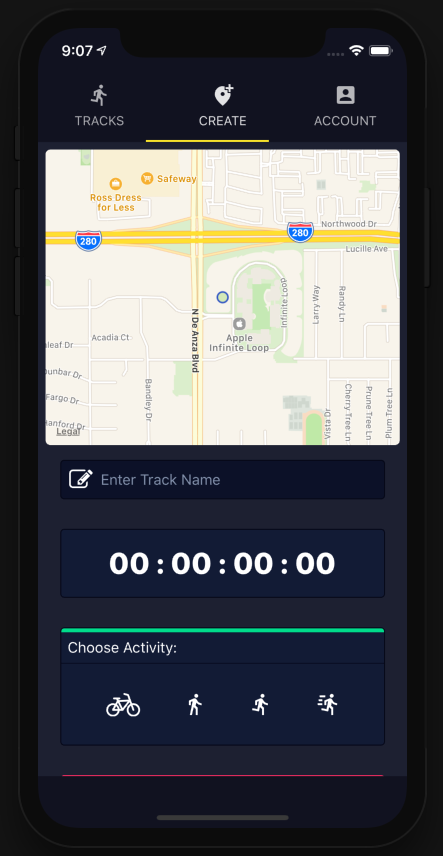 9:07
TRACKS
CREATE
ACCOUNT
Safeway
Ross Dress
for Less
Northwood Dr
280
280
Lucille Ave
Infinite Loop
Larry Way
Randy Ln
N De Anza Blvd
Apple
Infinite Loop
Acadia Ct
leaf Dr
unbar Dr
Fargo Dr
anford Dr
Bandley Dr
Vista Dr
Cherry Tree Ln
Prune Tree Ln
Plum Tree Ln
Legal
Enter Track Name
00 : 00 : 00 : 00
Choose Activity: